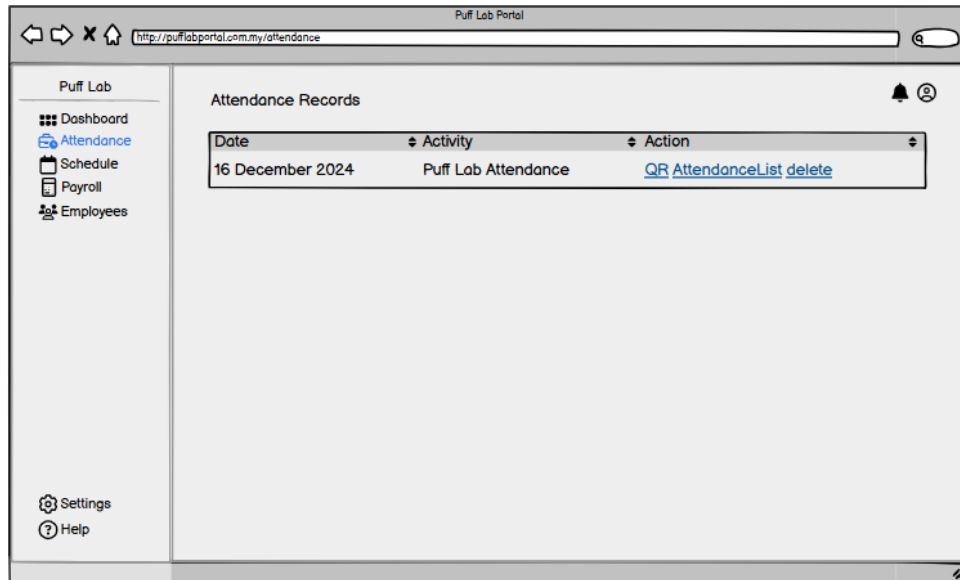 Puff Lab Portal
http://pufflabportal.com.my/attendance
Puff Lab
Dashboard
Attendance
Schedule
Payroll
Employees
Settings
Help
Attendance Records
Date Activity Action
16 December 2024 Puff Lab Attendance QR AttendanceList delete